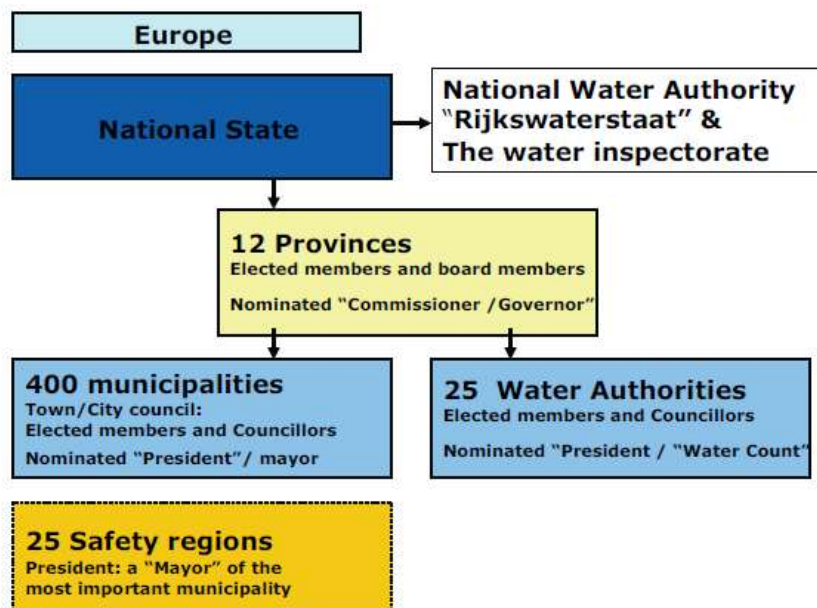 Europe
National State
National Water Authority
“Rijkswaterstaat” &
The water inspectorate
12 Provinces
Elected members and board members
Nominated “Commissioner /Governor”
400 municipalities
Town/City council:
Elected members and Councillors
Nominated “President”/ mayor
25 Water Authorities
Elected members and Councillors
Nominated “President / “Water Count”
25 Safety regions
President: a “Mayor” of the
most important municipality